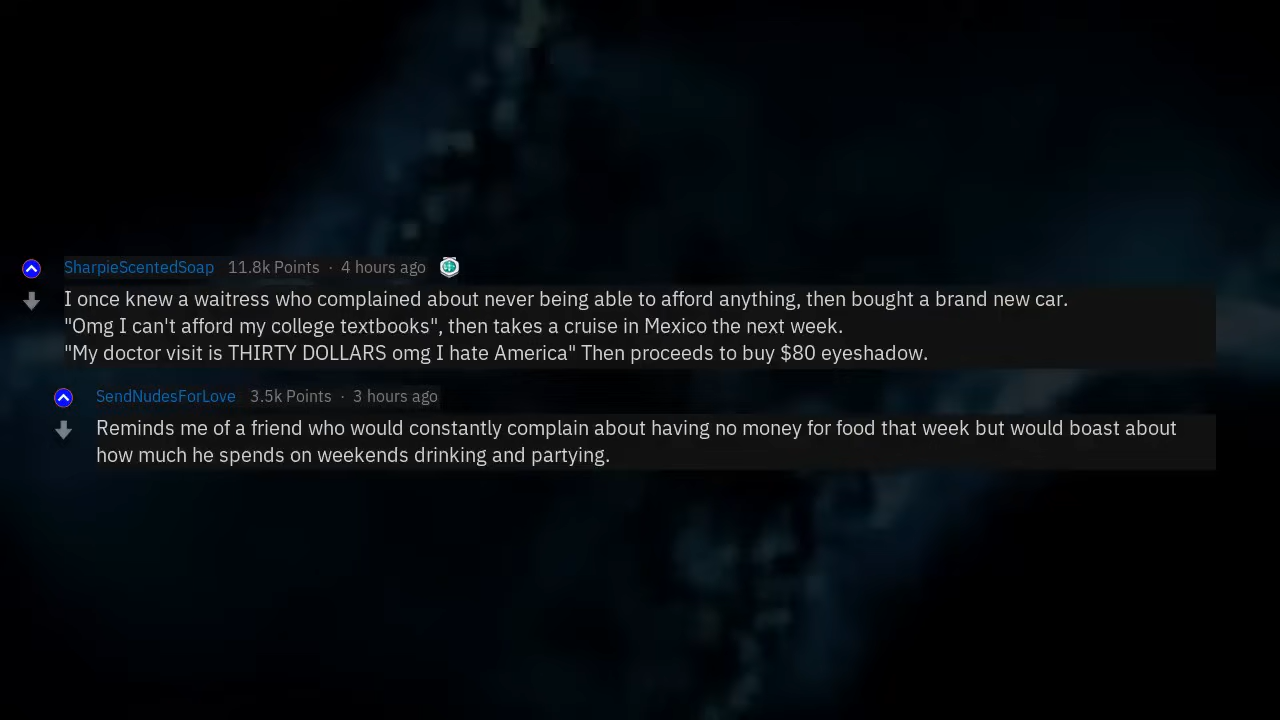 SharpieScentedSoap 11.8k Points · 4 hours ago
I once knew a waitress who complained about never being able to afford anything, then bought a brand new car.
"Omg I can't afford my college textbooks", then takes a cruise in Mexico the next week.
"My doctor visit is THIRTY DOLLARS omg I hate America" Then proceeds to buy $80 eyeshadow.
SendNudesForLove 3.5k Points · 3 hours ago
Reminds me of a friend who would constantly complain about having no money for food that week but would boast about
how much he spends on weekends drinking and partying.